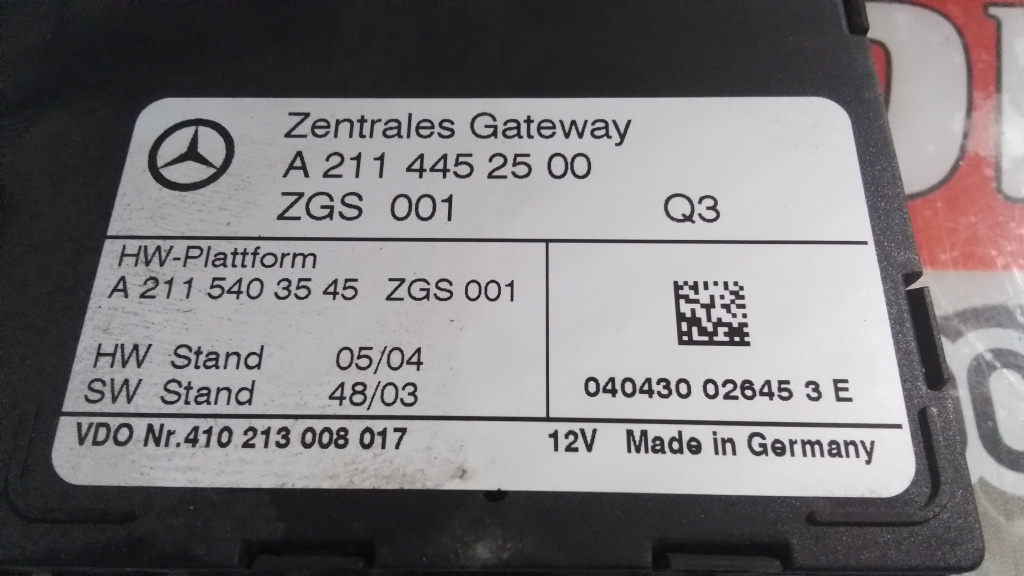 Zentrales Gateway
A 211 445 25 00
ZGS 001 Q3
HW-Plattform
A 211 540 35 45 ZGS 001
HW Stand 05/04
SW Stand 48/03
040430 02645 3 E
VDO Nr.410 213 008 017
12V Made in Germany